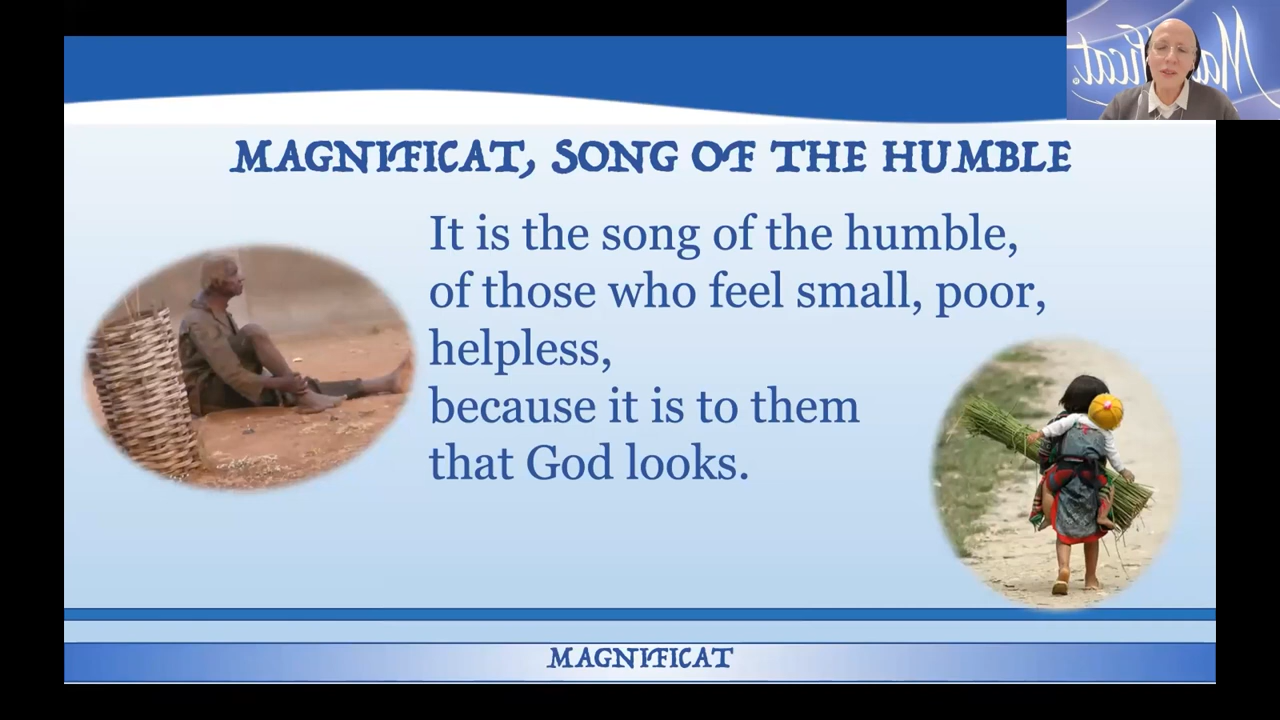 Magnificat
MAGNIFICAT, SONG OF THE HUMBLE
It is the song of the humble,
of those who feel small, poor,
helpless,
because it is to them
that God looks.
MAGNIFICAT